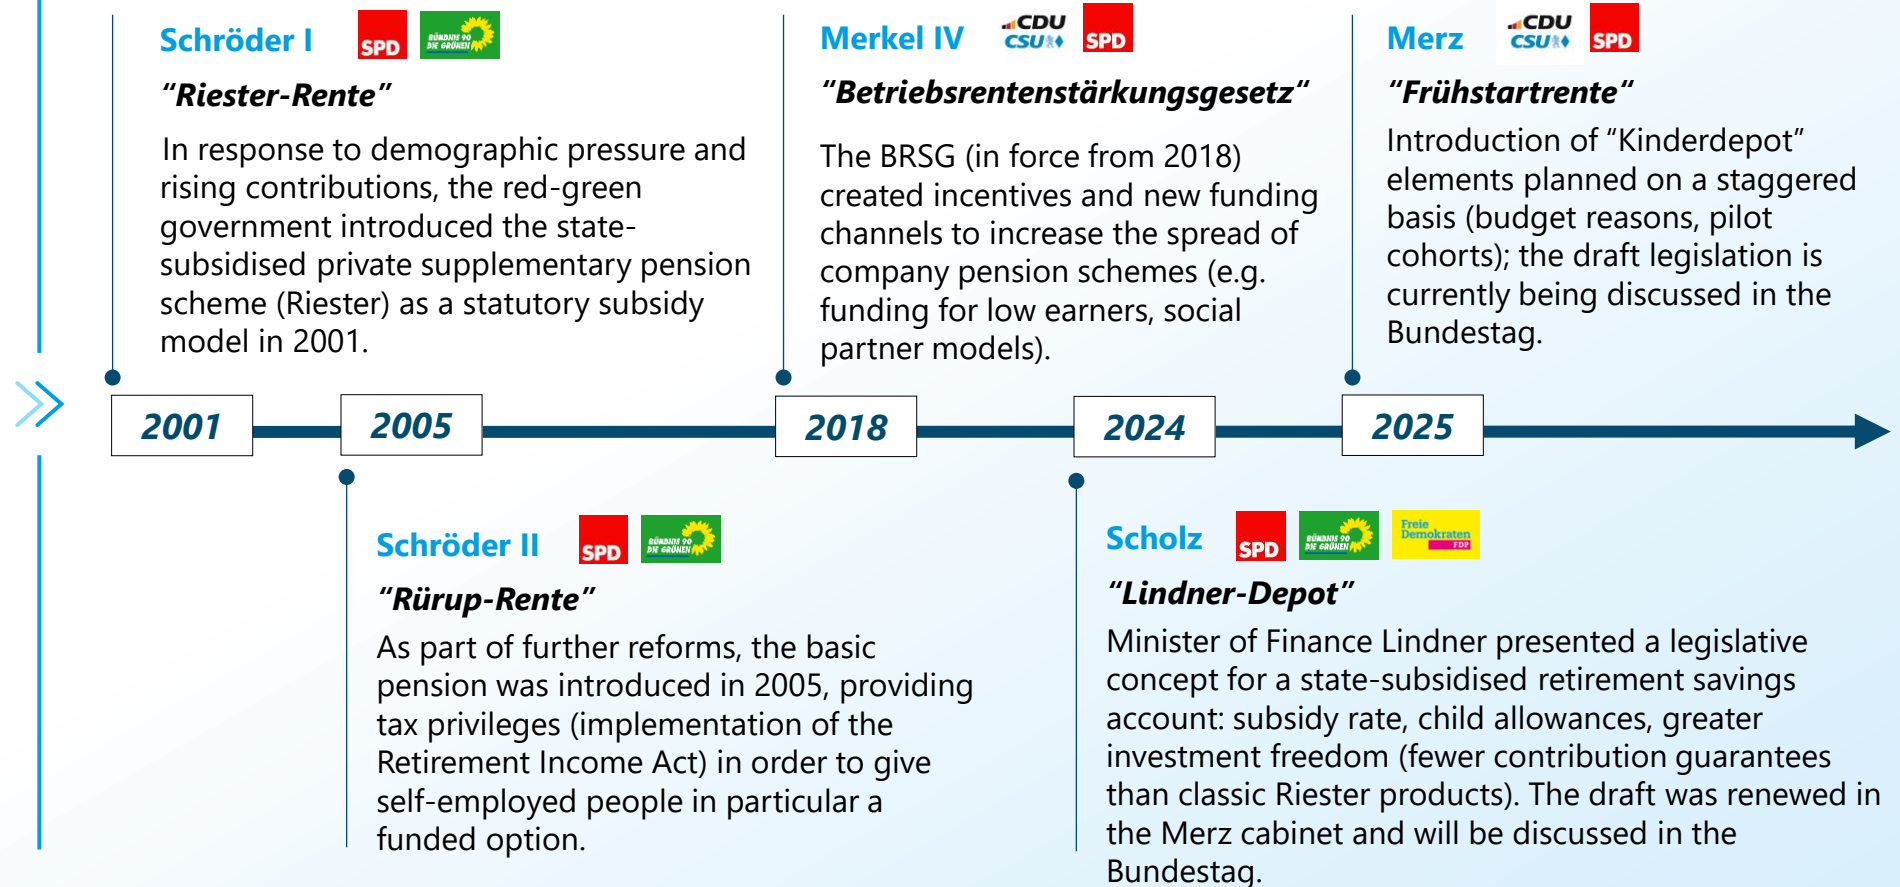 Schröder I
SPD
BÜNDNIS 90
DIE GRÜNEN
“Riester-Rente”
In response to demographic pressure and
rising contributions, the red-green
government introduced the state-
subsidised private supplementary pension
scheme (Riester) as a statutory subsidy
model in 2001.
Merkel IV
CDU
CSU
SPD
“Betriebsrentenstärkungsgesetz“
The BRSG (in force from 2018)
created incentives and new funding
channels to increase the spread of
company pension schemes (e.g.
funding for low earners, social
partner models).
Merz
CDU
CSU
SPD
“Frühstartrente“
Introduction of “Kinderdepot”
elements planned on a staggered
basis (budget reasons, pilot
cohorts); the draft legislation is
currently being discussed in the
Bundestag.
2001
2005
2018
2024
2025
Schröder II
SPD
BÜNDNIS 90
DIE GRÜNEN
“Rürup-Rente”
As part of further reforms, the basic
pension was introduced in 2005, providing
tax privileges (implementation of the
Retirement Income Act) in order to give
self-employed people in particular a
funded option.
Scholz
SPD
BÜNDNIS 90
DIE GRÜNEN
Freie
Demokraten
FDP
“Lindner-Depot”
Minister of Finance Lindner presented a legislative
concept for a state-subsidised retirement savings
account: subsidy rate, child allowances, greater
investment freedom (fewer contribution guarantees
than classic Riester products). The draft was renewed in
the Merz cabinet and will be discussed in the
Bundestag.